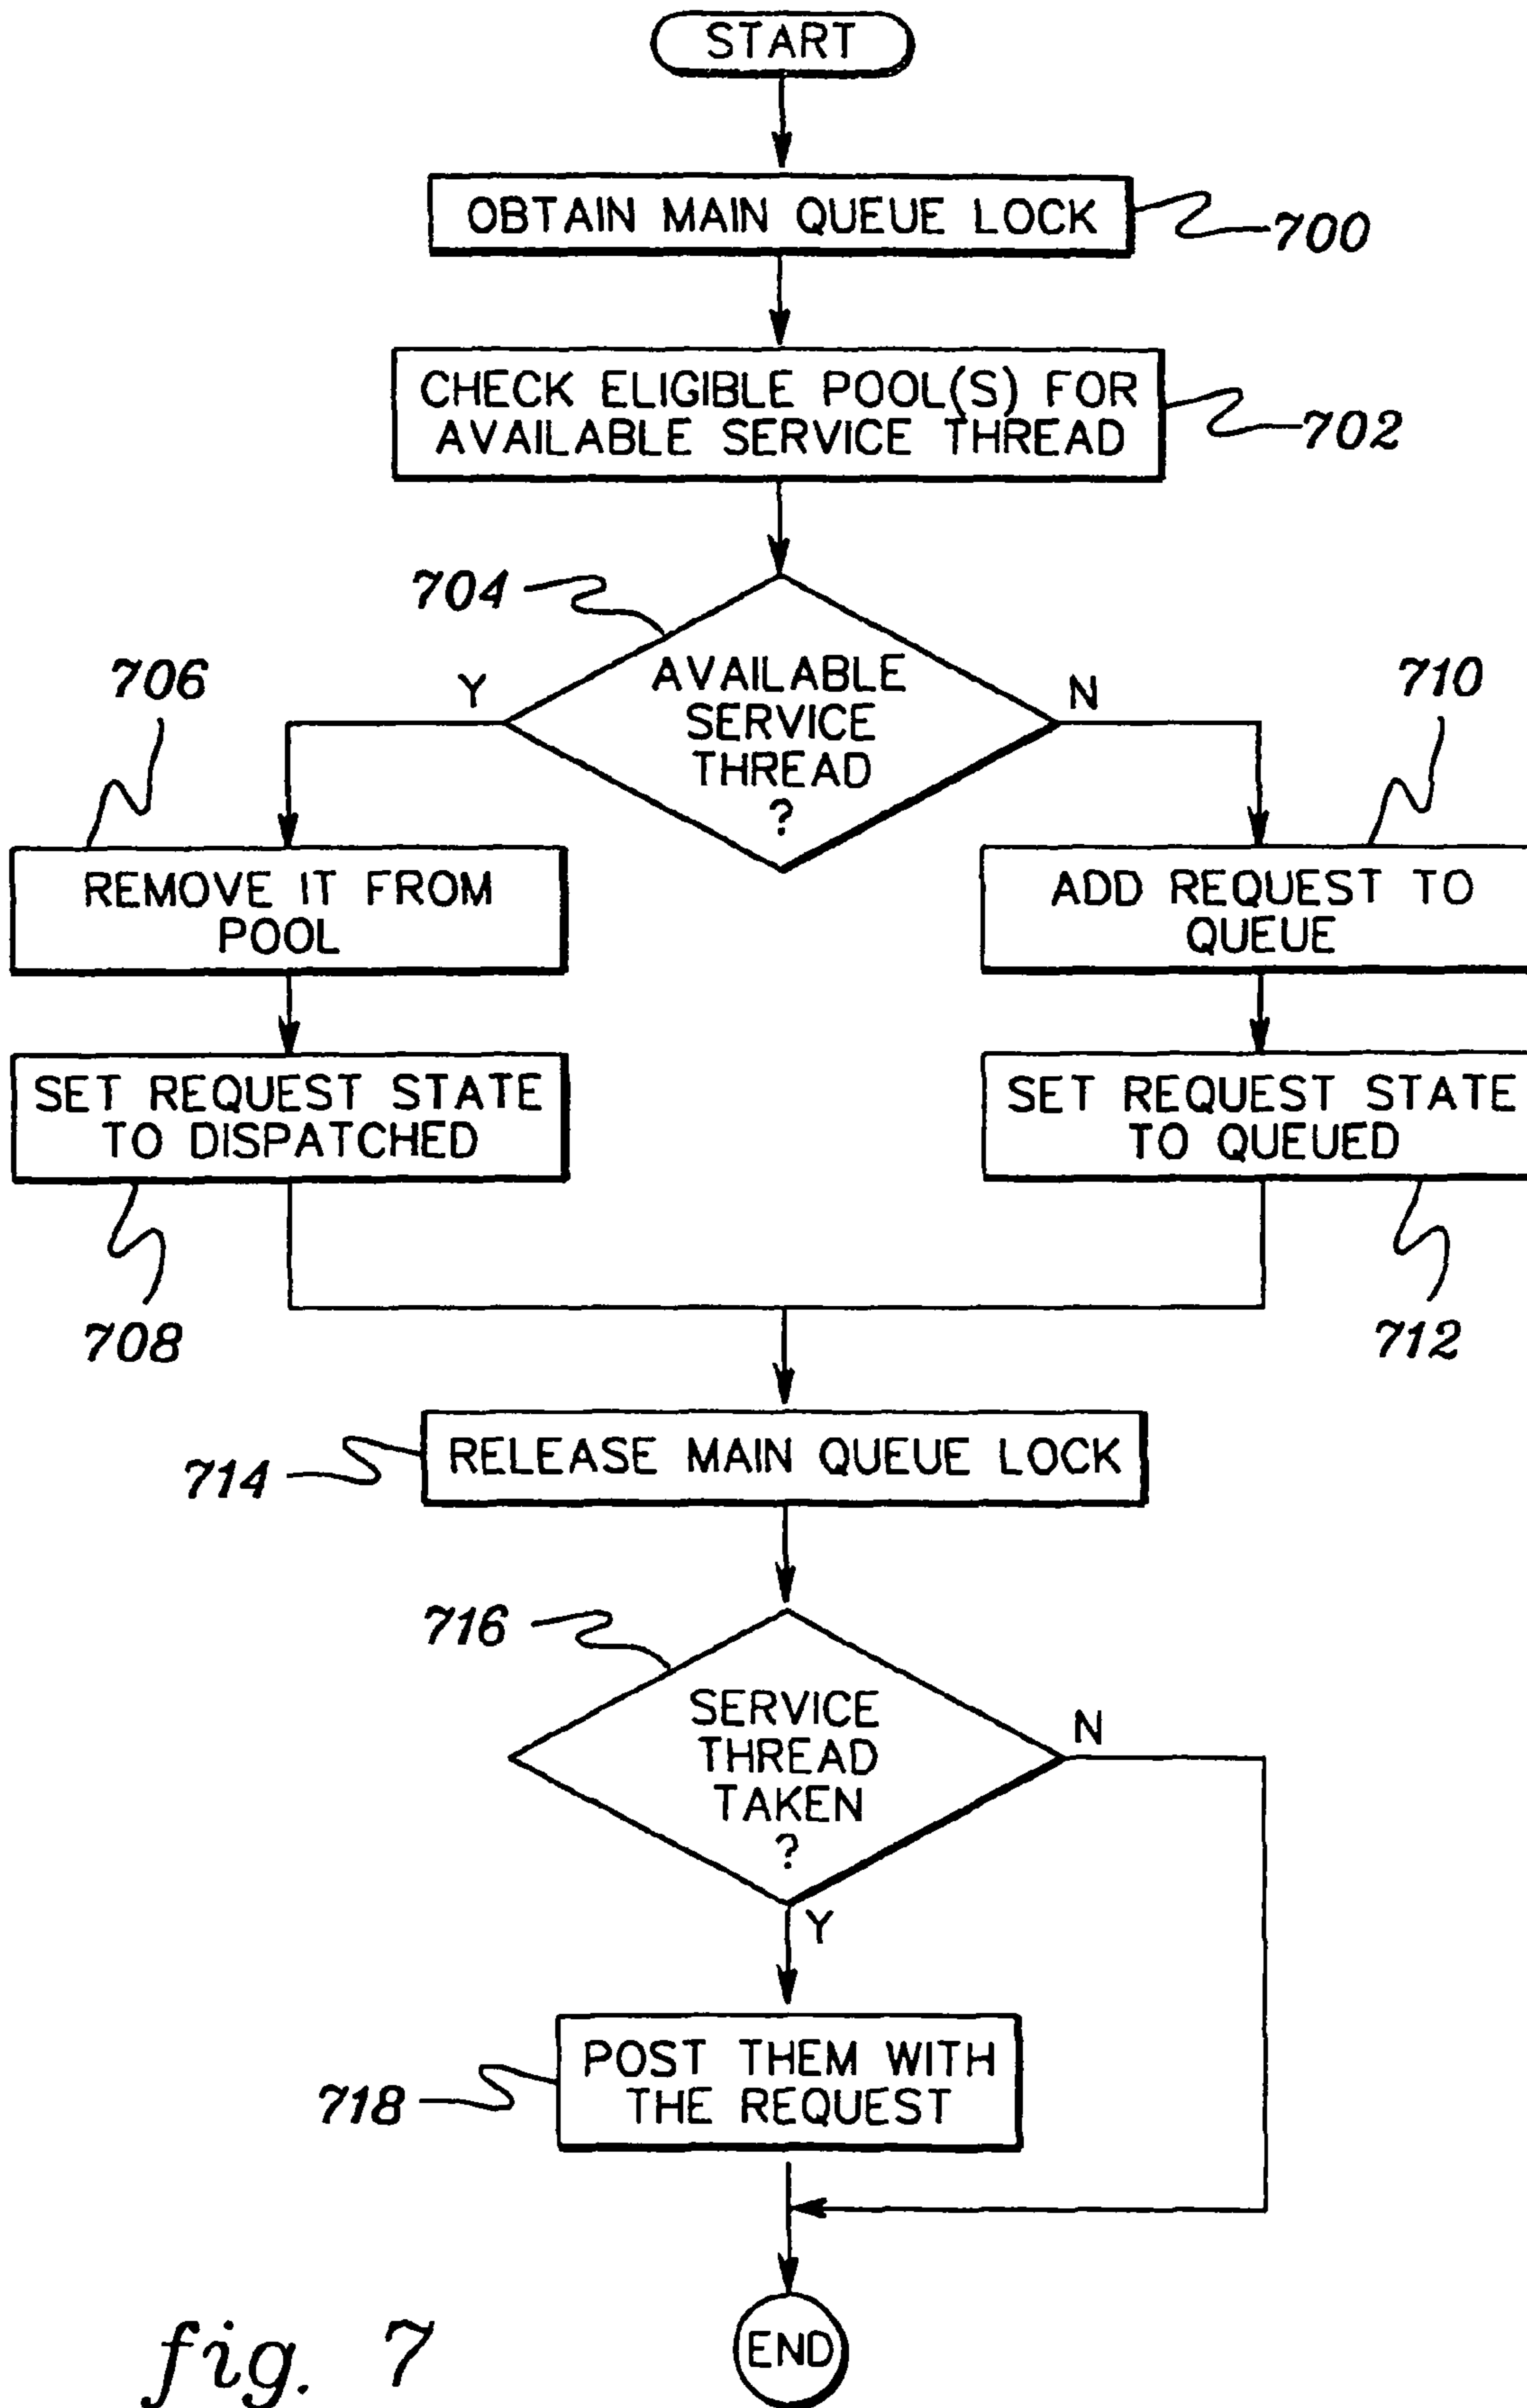 START
OBTAIN MAIN QUEUE LOCK
700
CHECK ELIGIBLE POOL(S) FOR
AVAILABLE SERVICE THREAD
702
704
AVAILABLE
SERVICE
THREAD
?
Y
N
706
710
REMOVE IT FROM
POOL
ADD REQUEST TO
QUEUE
SET REQUEST STATE
TO DISPATCHED
SET REQUEST STATE
TO QUEUED
708
712
RELEASE MAIN QUEUE LOCK
714
716
SERVICE
THREAD
TAKEN
?
N
Y
POST THEM WITH
THE REQUEST
718
END
fig. 7